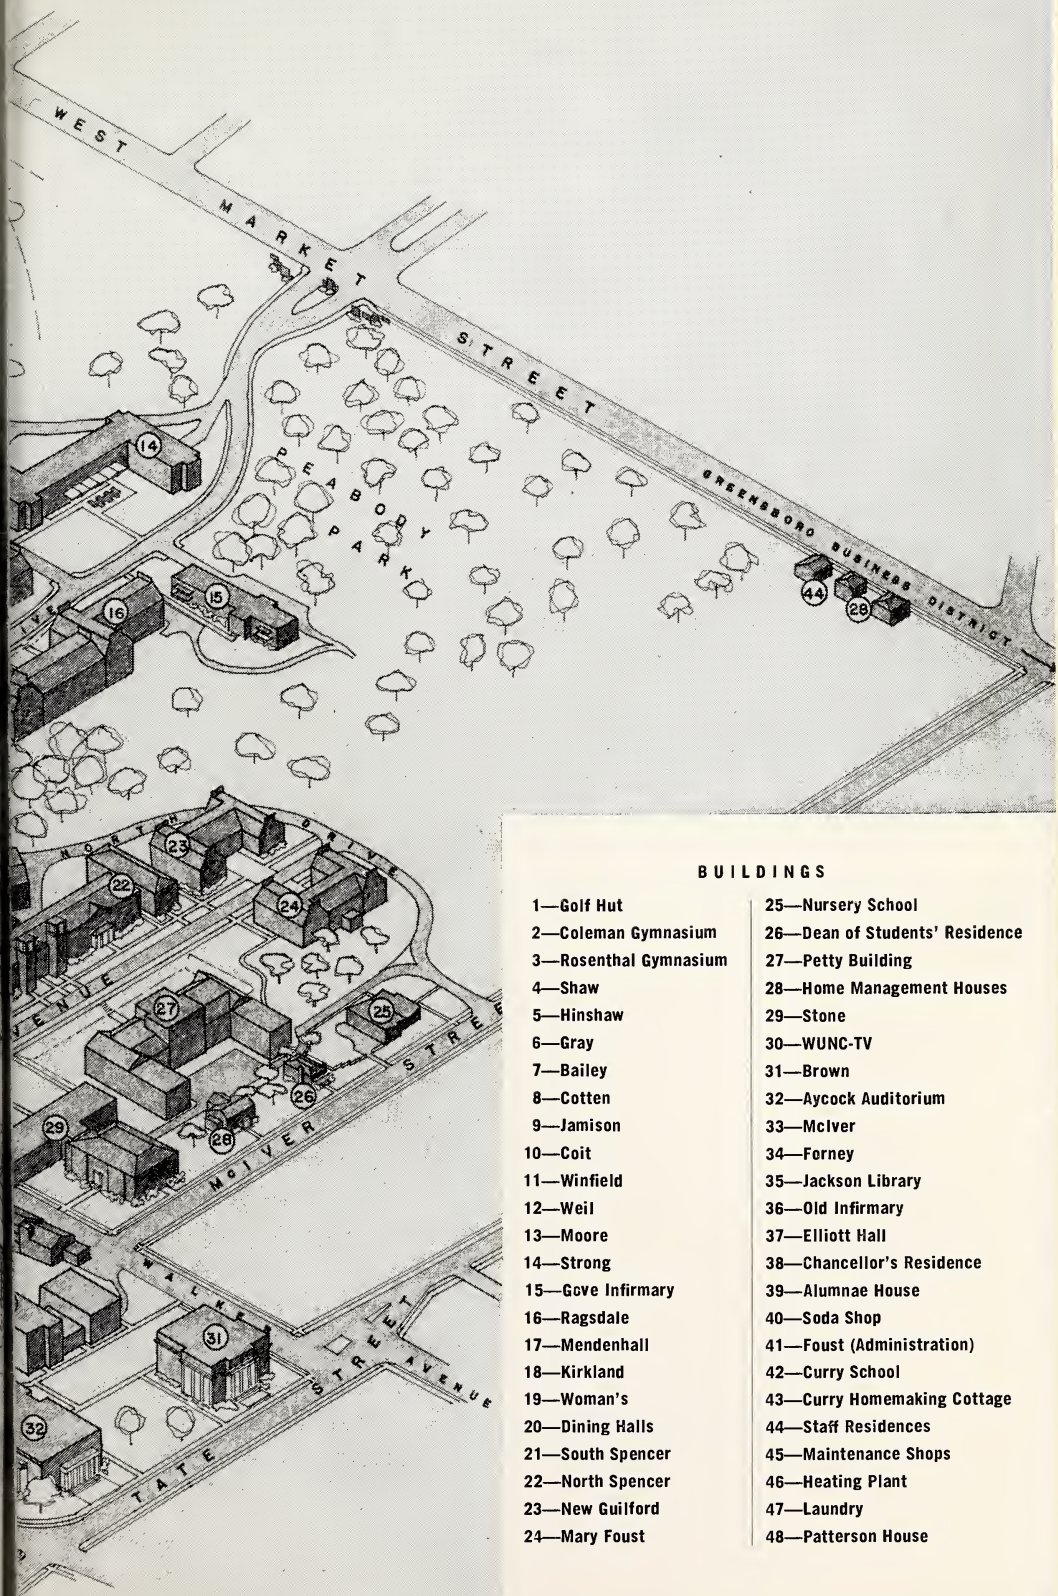 WEST MARKET STREET
GREENSBORO BUSINESS DISTRICT
PEABODY
PARK
14
15
16
IVE
44
28
NORTH DRIVE
23
22
24
VENUE
27
25
26
28
29
McIVER STREE
WALKE
AVENUE
31
32
TATE STREET
BUILDINGS
1—Golf Hut
2—Coleman Gymnasium
3—Rosenthal Gymnasium
4—Shaw
5—Hinshaw
6—Gray
7—Bailey
8—Cotten
9—Jamison
10—Coit
11—Winfield
12—Weil
13—Moore
14—Strong
15—Gove Infirmary
16—Ragsdale
17—Mendenhall
18—Kirkland
19—Woman's
20—Dining Halls
21—South Spencer
22—North Spencer
23—New Guilford
24—Mary Foust
25—Nursery School
26—Dean of Students' Residence
27—Petty Building
28—Home Management Houses
29—Stone
30—WUNC-TV
31—Brown
32—Aycock Auditorium
33—McIver
34—Forney
35—Jackson Library
36—Old Infirmary
37—Elliott Hall
38—Chancellor's Residence
39—Alumnae House
40—Soda Shop
41—Foust (Administration)
42—Curry School
43—Curry Homemaking Cottage
44—Staff Residences
45—Maintenance Shops
46—Heating Plant
47—Laundry
48—Patterson House